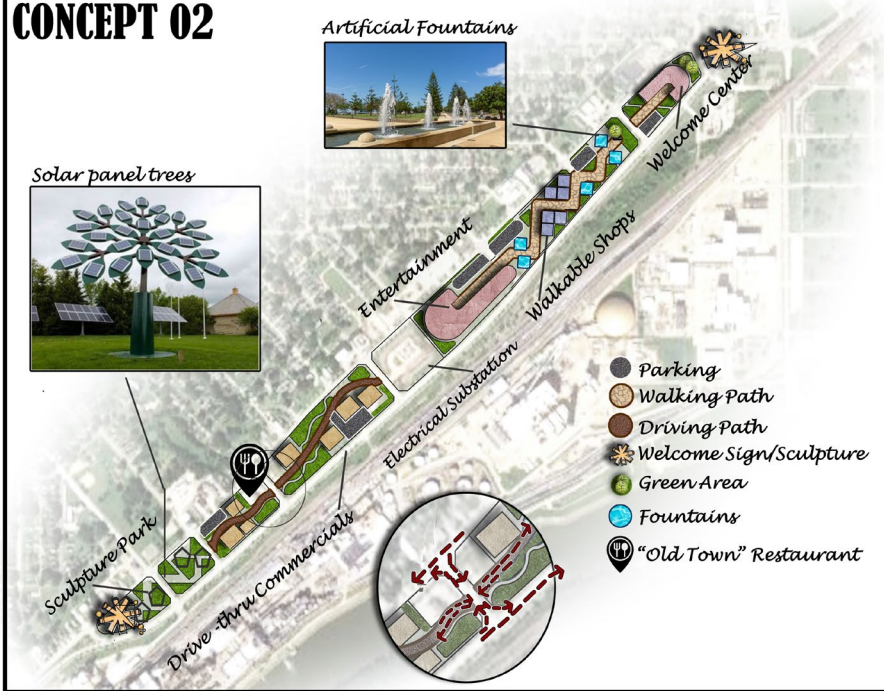 CONCEPT 02
Artificial Fountains
Solar panel trees
Welcome Center
Entertainment
Walkable Shops
Electrical Substation
Sculpture Park
Drive -thru Commercials
Parking
Walking Path
Driving Path
Welcome Sign/Sculpture
Green Area
Fountains
"Old Town" Restaurant